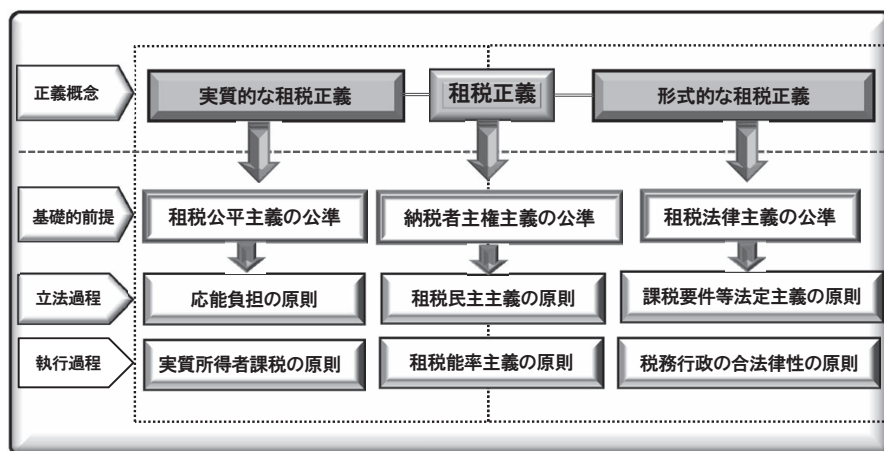 正義概念
実質的な租税正義
租税正義
形式的な租税正義
基礎的前提
租税公平主義の公準
納税者主権主義の公準
租税法律主義の公準
立法過程
応能負担の原則
租税民主主義の原則
課税要件等法定主義の原則
執行過程
実質所得者課税の原則
租税能率主義の原則
税務行政の合法律性の原則